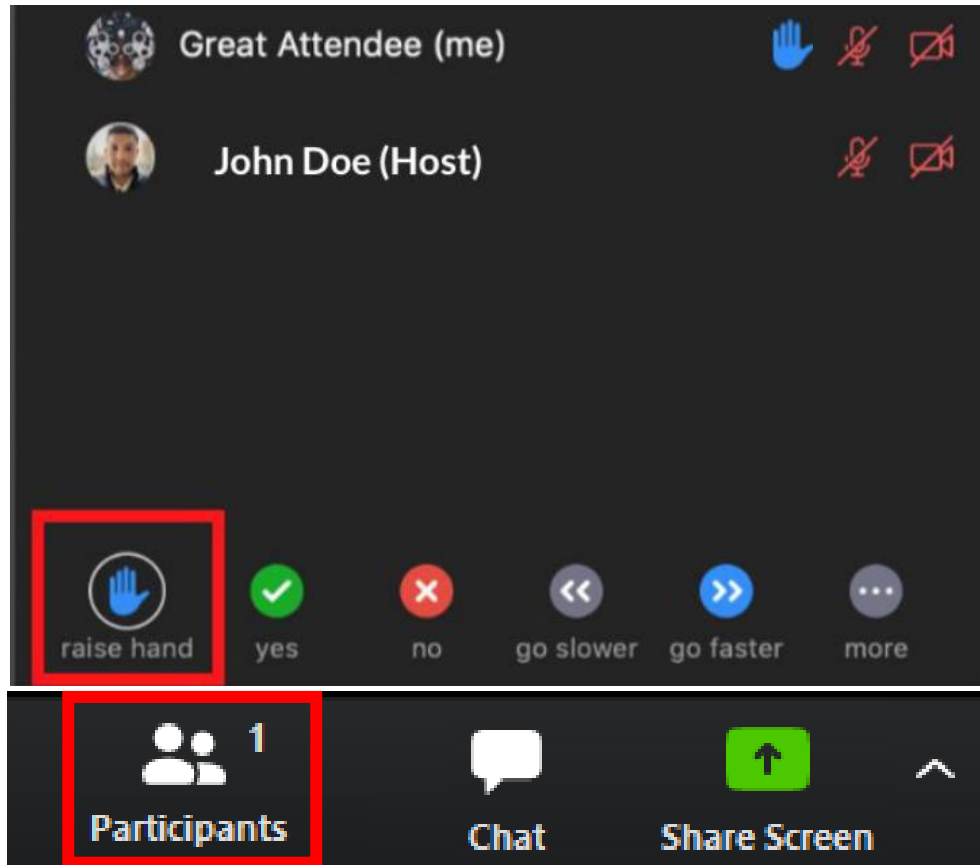 Great Attendee (me)
John Doe (Host)
raise hand yes no go slower go faster more
1
Participants Chat Share Screen